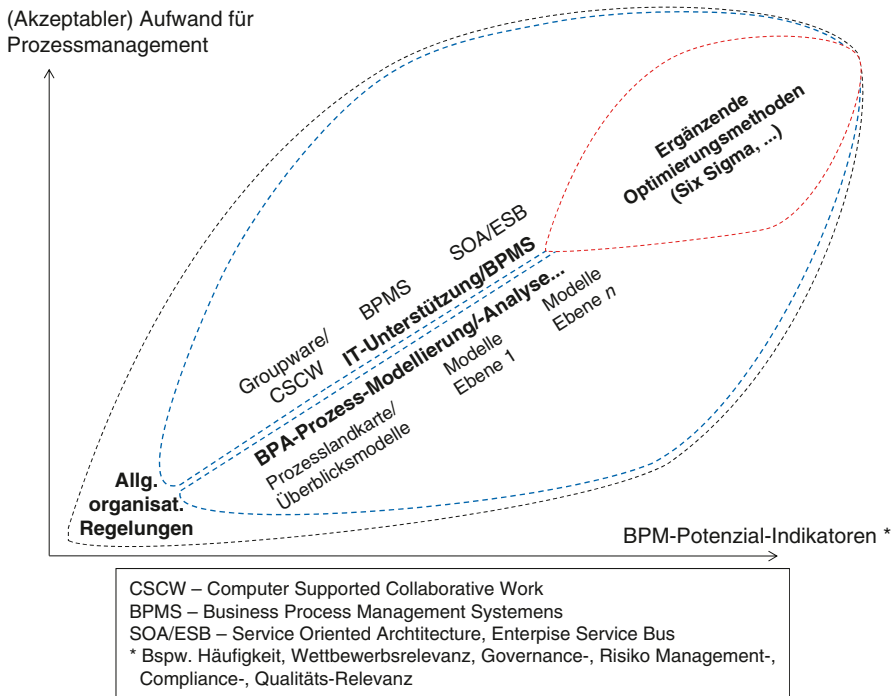 (Akzeptabler) Aufwand für
Prozessmanagement
Ergänzende
Optimierungsmethoden
(Six Sigma, ...)
SOA/ESB
BPMS
Groupware/
CSCW
IT-Unterstützung/BPMS
BPA-Prozess-Modellierung/-Analyse...
Modelle
Ebene n
Modelle
Ebene 1
Prozesslandkarte/
Überblicksmodelle
Allg.
organisat.
Regelungen
BPM-Potenzial-Indikatoren *
CSCW – Computer Supported Collaborative Work
BPMS – Business Process Management Systemens
SOA/ESB – Service Oriented Archtitecture, Enterpise Service Bus
* Bspw. Häufigkeit, Wettbewerbsrelevanz, Governance-, Risiko Management-,
Compliance-, Qualitäts-Relevanz